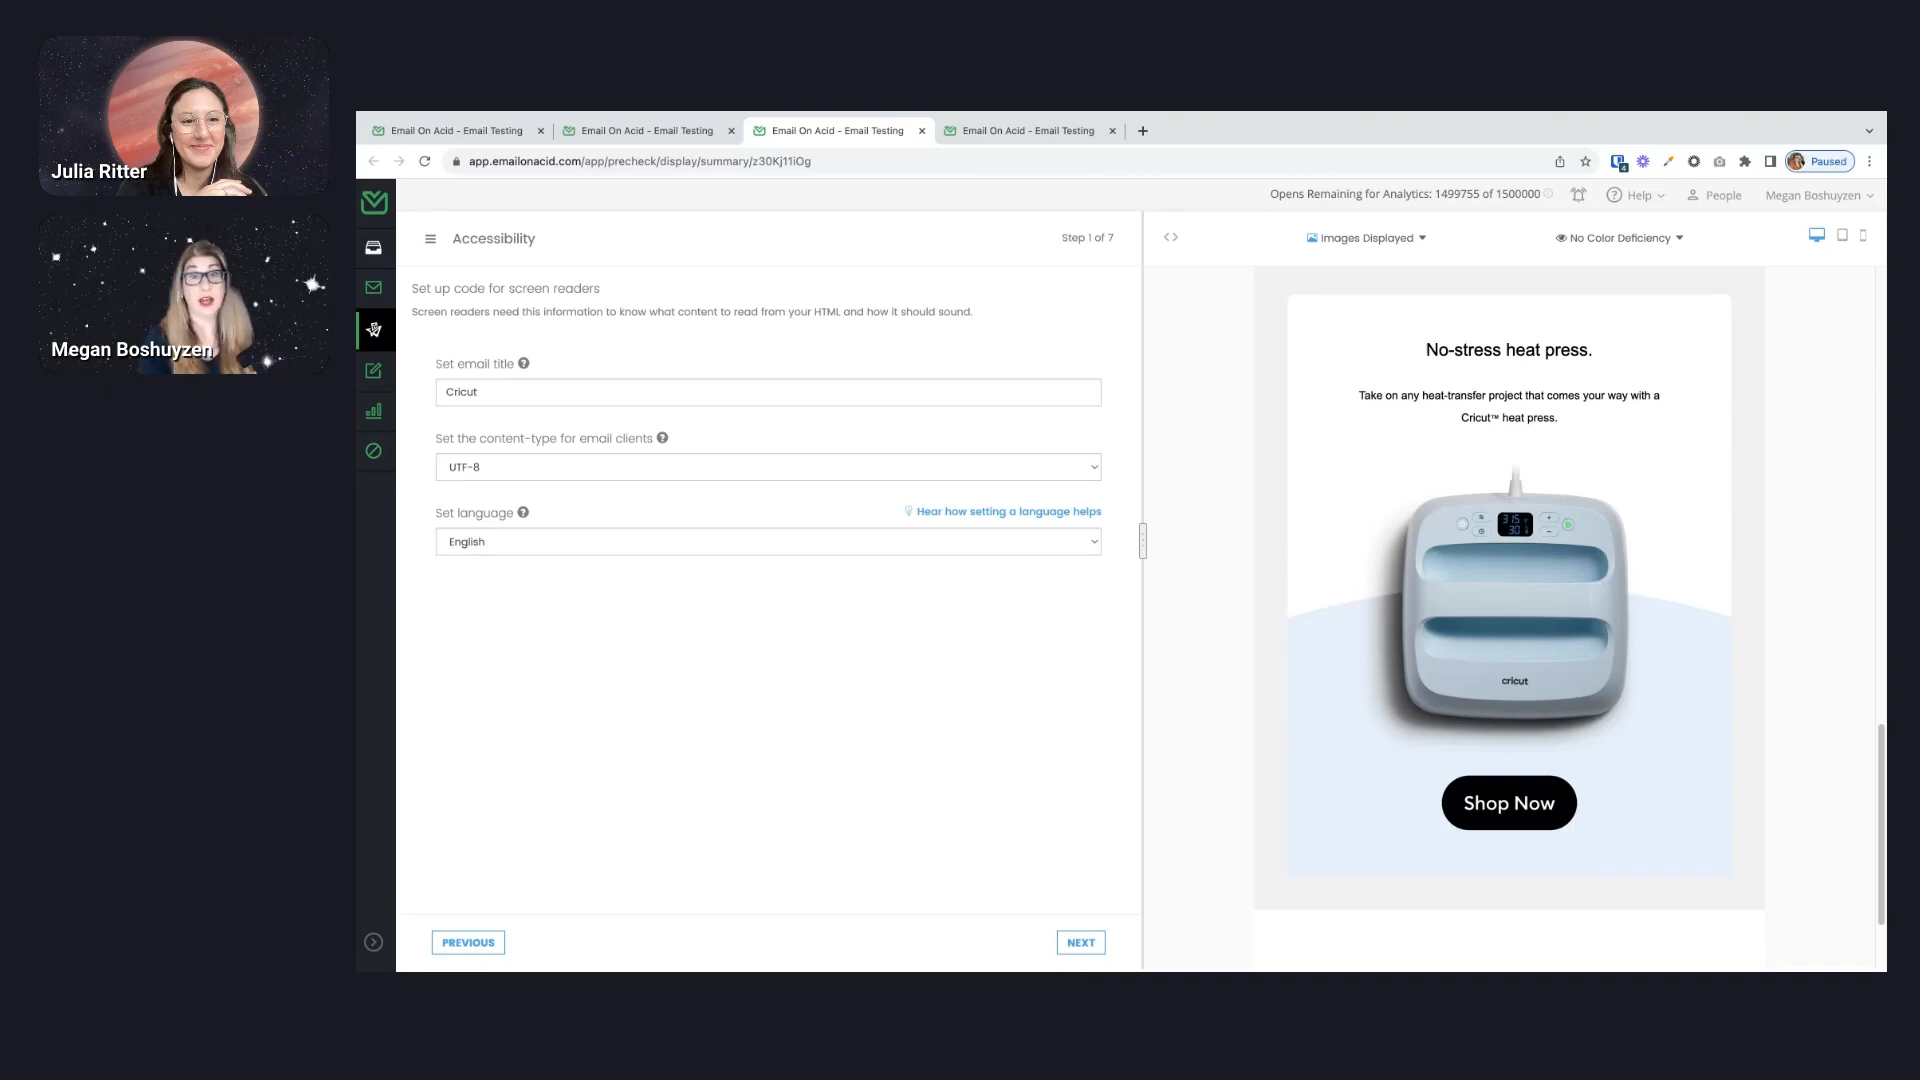 Julia Ritter
Megan Boshuyzen
Email On Acid - Email Testing
Email On Acid - Email Testing
Email On Acid - Email Testing
Email On Acid - Email Testing
app.emailonacid.com/app/precheck/display/summary/z30Kj11iOg
Paused
Opens Remaining for Analytics: 1499755 of 1500000
Help
People
Megan Boshuyzen
Accessibility
Step 1 of 7
Set up code for screen readers
Screen readers need this information to know what content to read from your HTML and how it should sound.
Set email title
Cricut
Set the content-type for email clients
UTF-8
Set language
Hear how setting a language helps
English
PREVIOUS
NEXT
Images Displayed
No Color Deficiency
No-stress heat press.
Take on any heat-transfer project that comes your way with a
Cricut™ heat press.
315
301
cricut
Shop Now